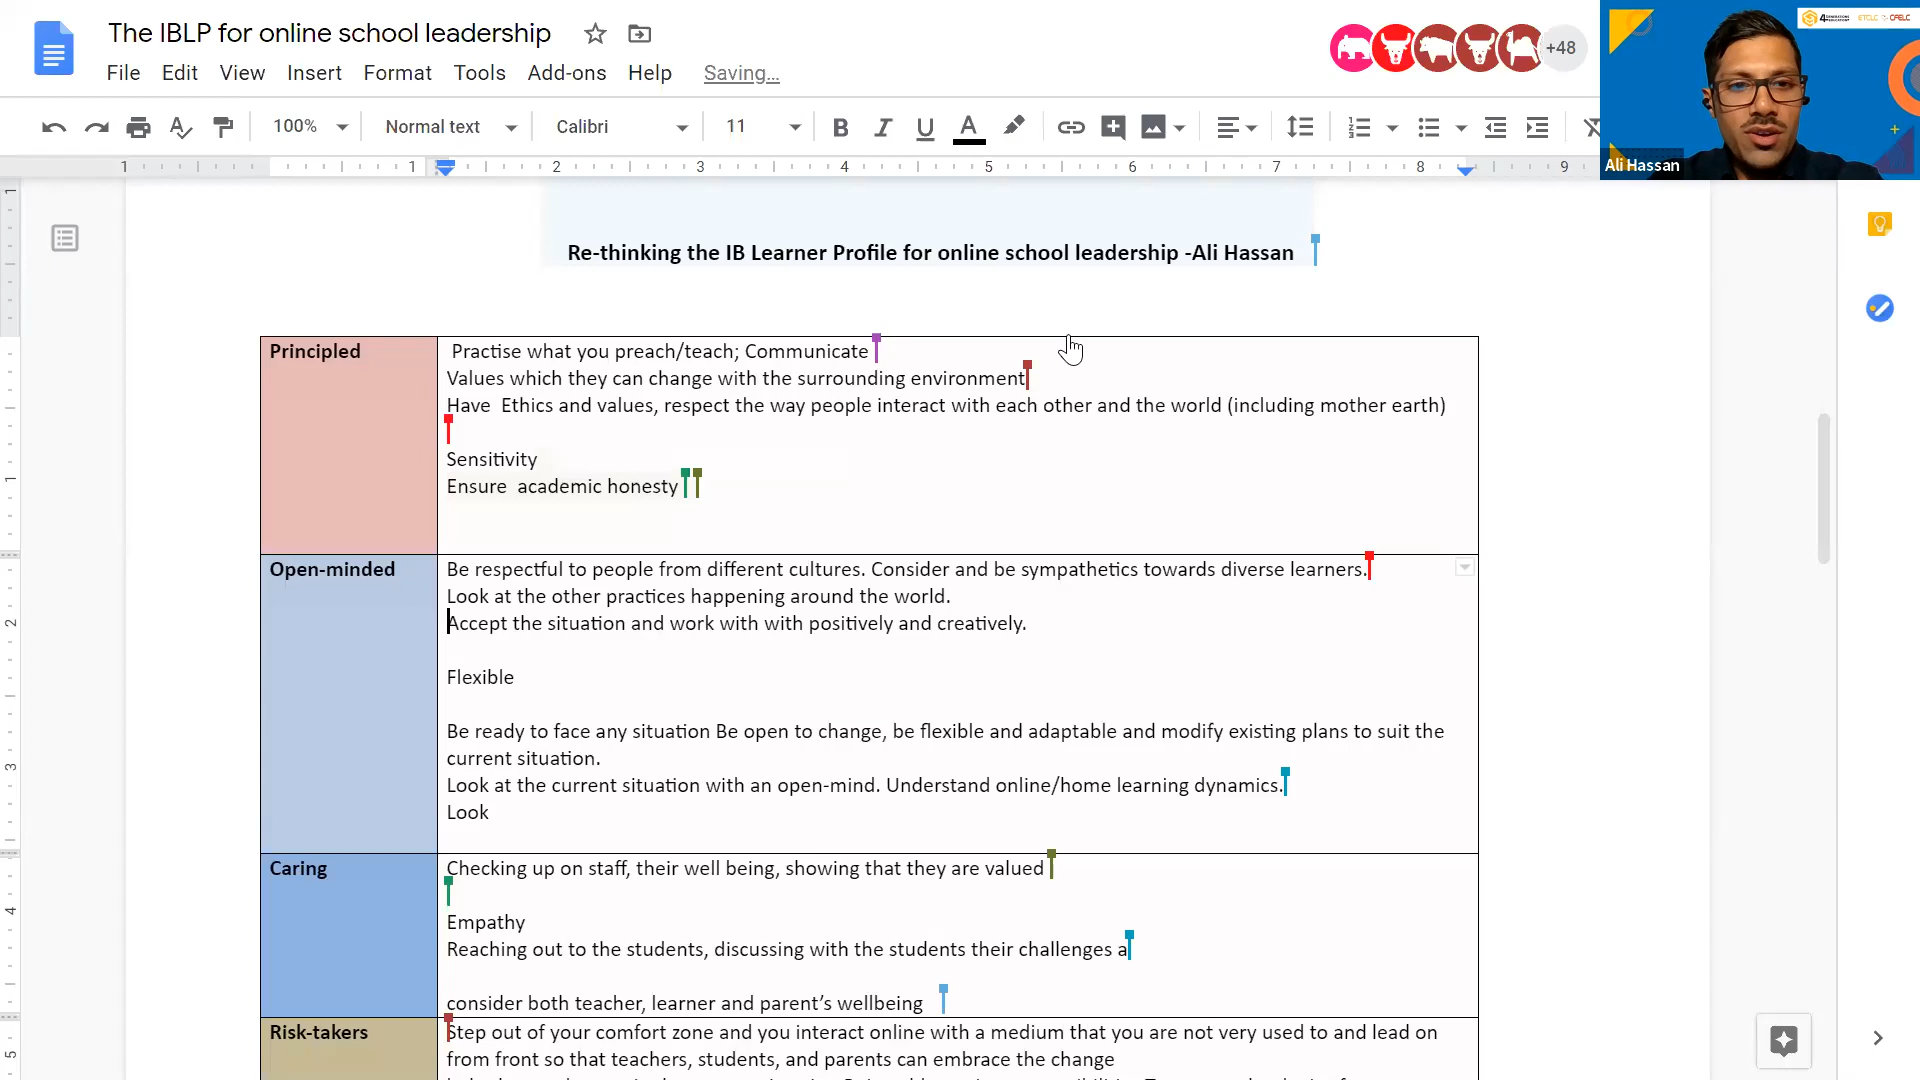 The IBLP for online school leadership
File Edit View Insert Format Tools Add-ons Help Saving...
+48
100% Normal text Calibri 11
1 1 2 3 4 5 6 7 8 9
Ali Hassan
Re-thinking the IB Learner Profile for online school leadership -Ali Hassan
Principled
Practise what you preach/teach; Communicate
Values which they can change with the surrounding environment
Have Ethics and values, respect the way people interact with each other and the world (including mother earth)
Sensitivity
Ensure academic honesty
Open-minded
Be respectful to people from different cultures. Consider and be sympathetics towards diverse learners.
Look at the other practices happening around the world.
Accept the situation and work with with positively and creatively.
Flexible
Be ready to face any situation Be open to change, be flexible and adaptable and modify existing plans to suit the
current situation.
Look at the current situation with an open-mind. Understand online/home learning dynamics.
Look
Caring
Checking up on staff, their well being, showing that they are valued
Empathy
Reaching out to the students, discussing with the students their challenges a
consider both teacher, learner and parent's wellbeing
Risk-takers
Step out of your comfort zone and you interact online with a medium that you are not very used to and lead on
from front so that teachers, students, and parents can embrace the change